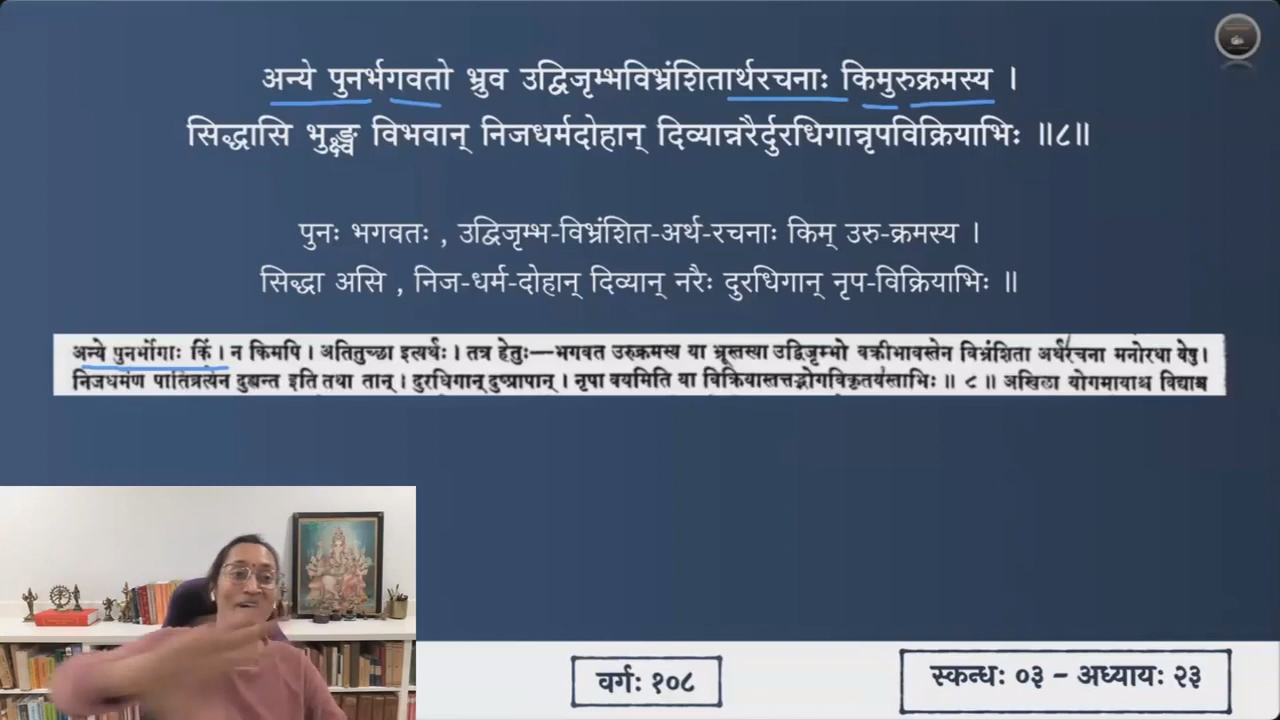 अन्ये पुनर्भगवतो भ्रुव उद्विजृम्भविभ्रंशितार्थरचनाः किमुरुक्रमस्य ।
सिद्धासि भुङ्क्ष्व विभवान् निजधर्मदोहान् दिव्यान्नरैर्दुरधिगान्नृपविक्रियाभिः ॥८॥
पुनः भगवतः , उद्विजृम्भ-विभ्रंशित-अर्थ-रचनाः किम् उरु-क्रमस्य ।
सिद्धा असि , निज-धर्म-दोहान् दिव्यान् नरैः दुरधिगान् नृप-विक्रियाभिः ॥
अन्ये पुनर्भोगाः किं । न किमपि । अतितुच्छा इत्यर्थः । तत्र हेतुः—भगवत उरुक्रमस्य या भ्रूस्तस्या उद्विजृम्भो वक्रीभावस्तेन विभ्रंशिता अर्थरचना मनोरथा येषु ।
निजधर्मेण पातिव्रत्येन दुह्यन्त इति तथा तान् । दुरधिगान् दुष्प्रापान् । नृपा वयमिति या विक्रियास्तत्तद्भोगविकृतयस्ताभिः ॥ ८ ॥ अखिला योगमायाश्च विद्याश्च
वर्गः १०८
स्कन्धः ०३ - अध्यायः २३